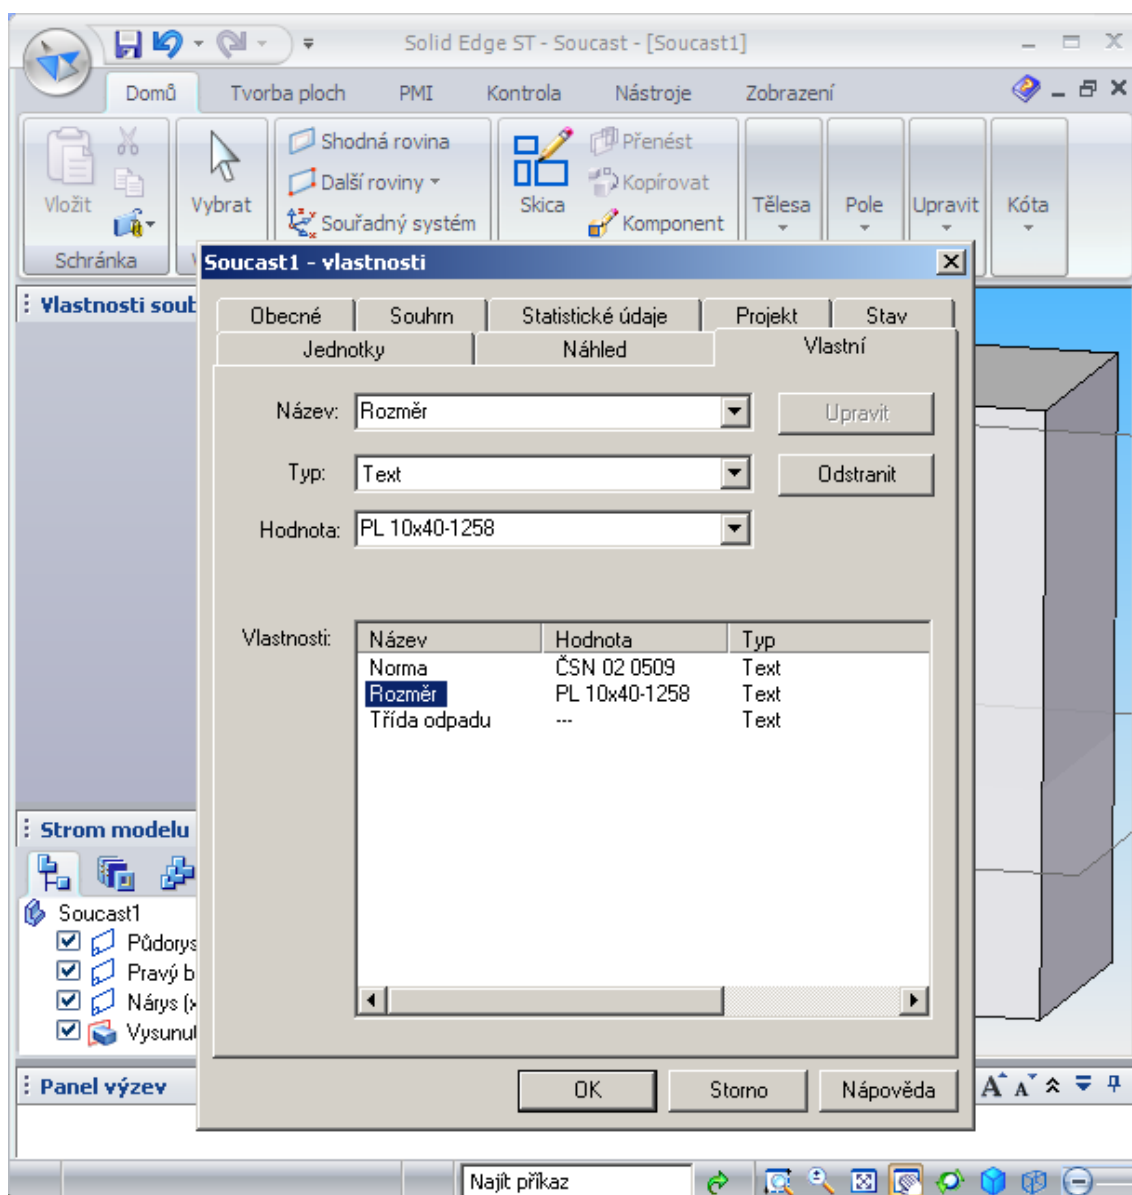 Solid Edge ST - Soucast - [Soucast1]
Domů Tvorba ploch PMI Kontrola Nástroje Zobrazení
Shodná rovina Přenést
Další roviny Kopírovat
Vložit Vybrat Souřadný systém Skica Komponent Tělesa Pole Upravit Kóta
Schránka
Soucast1 - vlastnosti
Vlastnosti soub
Obecné Souhrn Statistické údaje Projekt Stav
Jednotky Náhled Vlastní
Název: Rozměr Upravit
Typ: Text Odstranit
Hodnota: PL 10x40-1258
Vlastnosti: Název Hodnota Typ
Norma ČSN 02 0509 Text
Rozměr PL 10x40-1258 Text
Třída odpadu --- Text
Strom modelu
Soucast1
Půdorys
Pravý b
Nárys (x
Vysunut
Panel výzev
OK Storno Nápověda
Najít příkaz